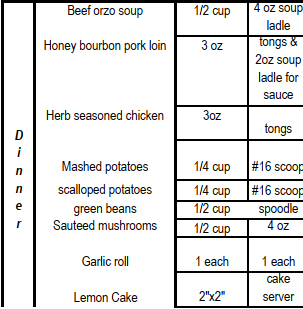 Beef orzo soup 1/2 cup 4 oz soup
ladle
Honey bourbon pork loin 3 oz tongs &
2oz soup
ladle for
sauce
Herb seasoned chicken 3oz
tongs
Dinner
Mashed potatoes 1/4 cup #16 scoop
scalloped potatoes 1/4 cup #16 scoop
green beans 1/2 cup spoodle
Sauteed mushrooms 1/2 cup 4 oz
Garlic roll 1 each 1 each
cake
Lemon Cake 2"x2" server